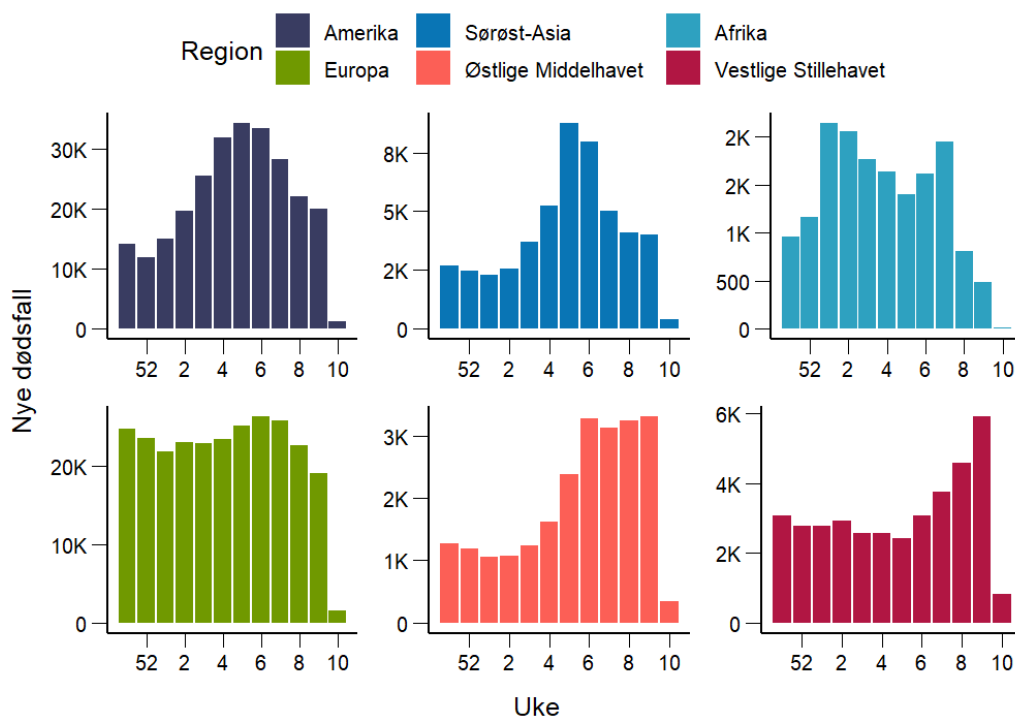 Region
Amerika
Sørøst-Asia
Afrika
Europa
Østlige Middelhavet
Vestlige Stillehavet
Nye dødsfall
30K
20K
10K
0
52 2 4 6 8 10
8K
5K
2K
0
52 2 4 6 8 10
2K
2K
1K
500
0
52 2 4 6 8 10
20K
10K
0
52 2 4 6 8 10
3K
2K
1K
0
52 2 4 6 8 10
6K
4K
2K
0
52 2 4 6 8 10
Uke